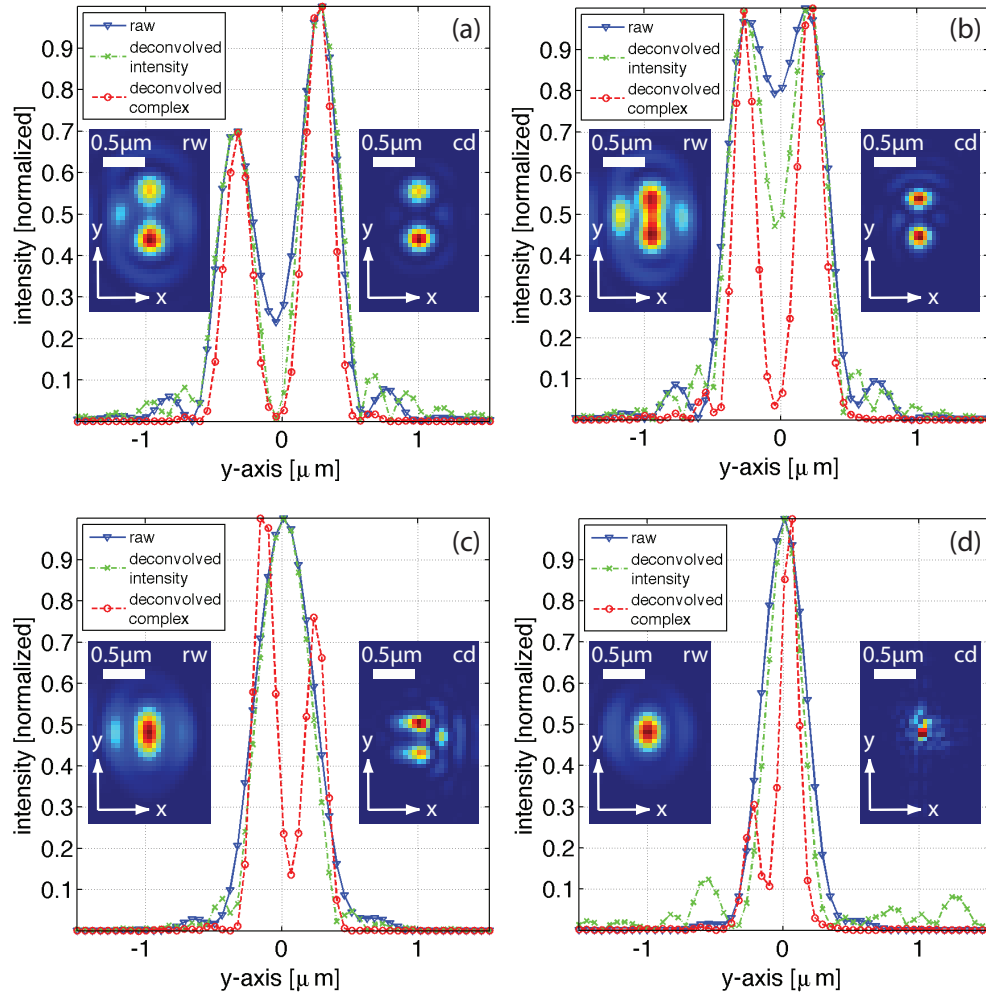 (a)
raw
deconvolved
intensity
deconvolved
complex
0.5µm rw
0.5µm cd
y
x
y
x
0.9
0.8
0.7
0.6
0.5
0.4
0.3
0.2
0.1
intensity [normalized]
-1 0 1
y-axis [µ m]
(b)
raw
deconvolved
intensity
deconvolved
complex
0.5µm rw
0.5µm cd
y
x
y
x
0.9
0.8
0.7
0.6
0.5
0.4
0.3
0.2
0.1
intensity [normalized]
-1 0 1
y-axis [µ m]
(c)
raw
deconvolved
intensity
deconvolved
complex
0.5µm rw
0.5µm cd
y
x
y
x
0.9
0.8
0.7
0.6
0.5
0.4
0.3
0.2
0.1
intensity [normalized]
-1 0 1
y-axis [µ m]
(d)
raw
deconvolved
intensity
deconvolved
complex
0.5µm rw
0.5µm cd
y
x
y
x
0.9
0.8
0.7
0.6
0.5
0.4
0.3
0.2
0.1
intensity [normalized]
-1 0 1
y-axis [µ m]